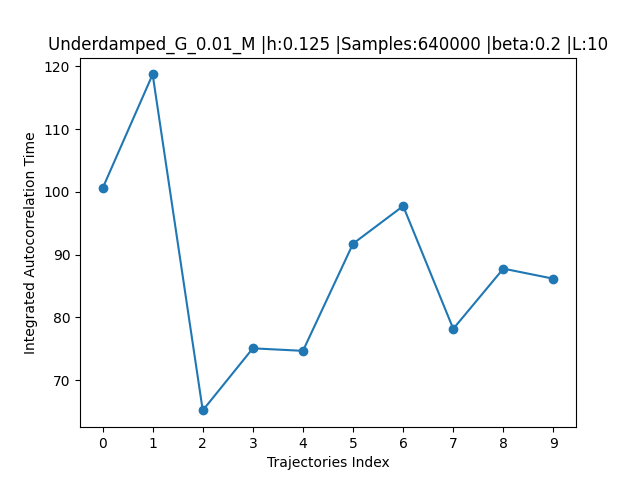 Underdamped_G_0.01_M |h:0.125 |Samples:640000 |beta:0.2 |L:10
120
110
100
90
80
70
Integrated Autocorrelation Time
0 1 2 3 4 5 6 7 8 9
Trajectories Index